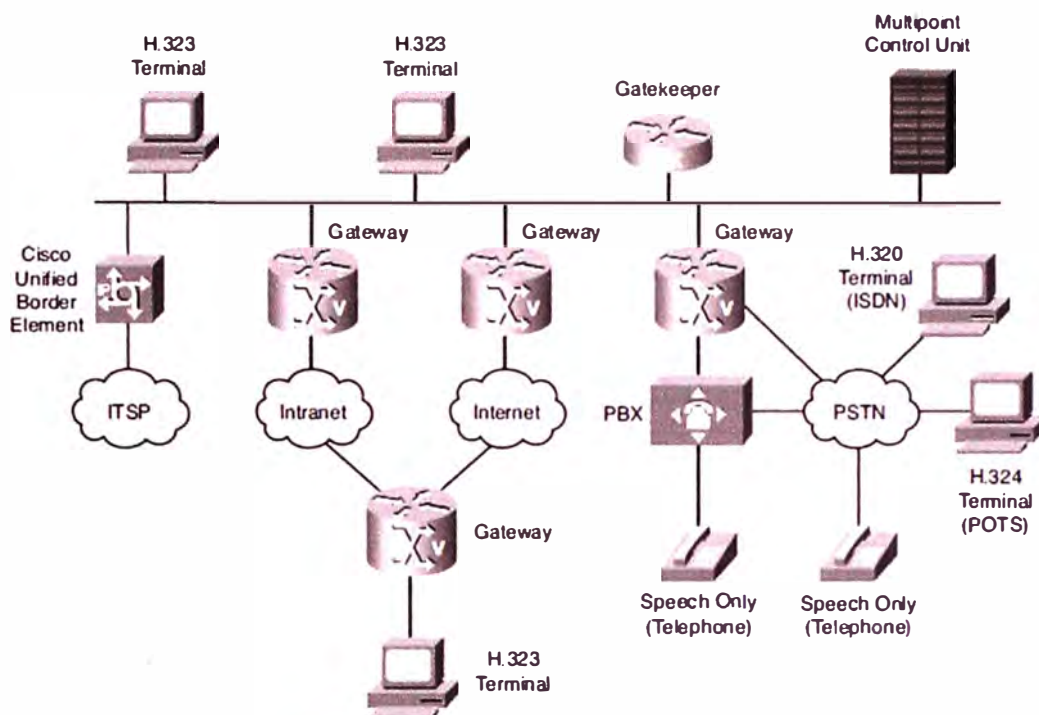 Multipoint
Control Unit
H.323
Terminal
H.323
Terminal
Gatekeeper
Cisco
Unified
Border
Element
IP
Gateway
V
Gateway
V
Gateway
V
H.320
Terminal
(ISDN)
ITSP
Intranet
Internet
PBX
PSTN
H.324
Terminal
(POTS)
Gateway
V
Speech Only
(Telephone)
Speech Only
(Telephone)
H.323
Terminal